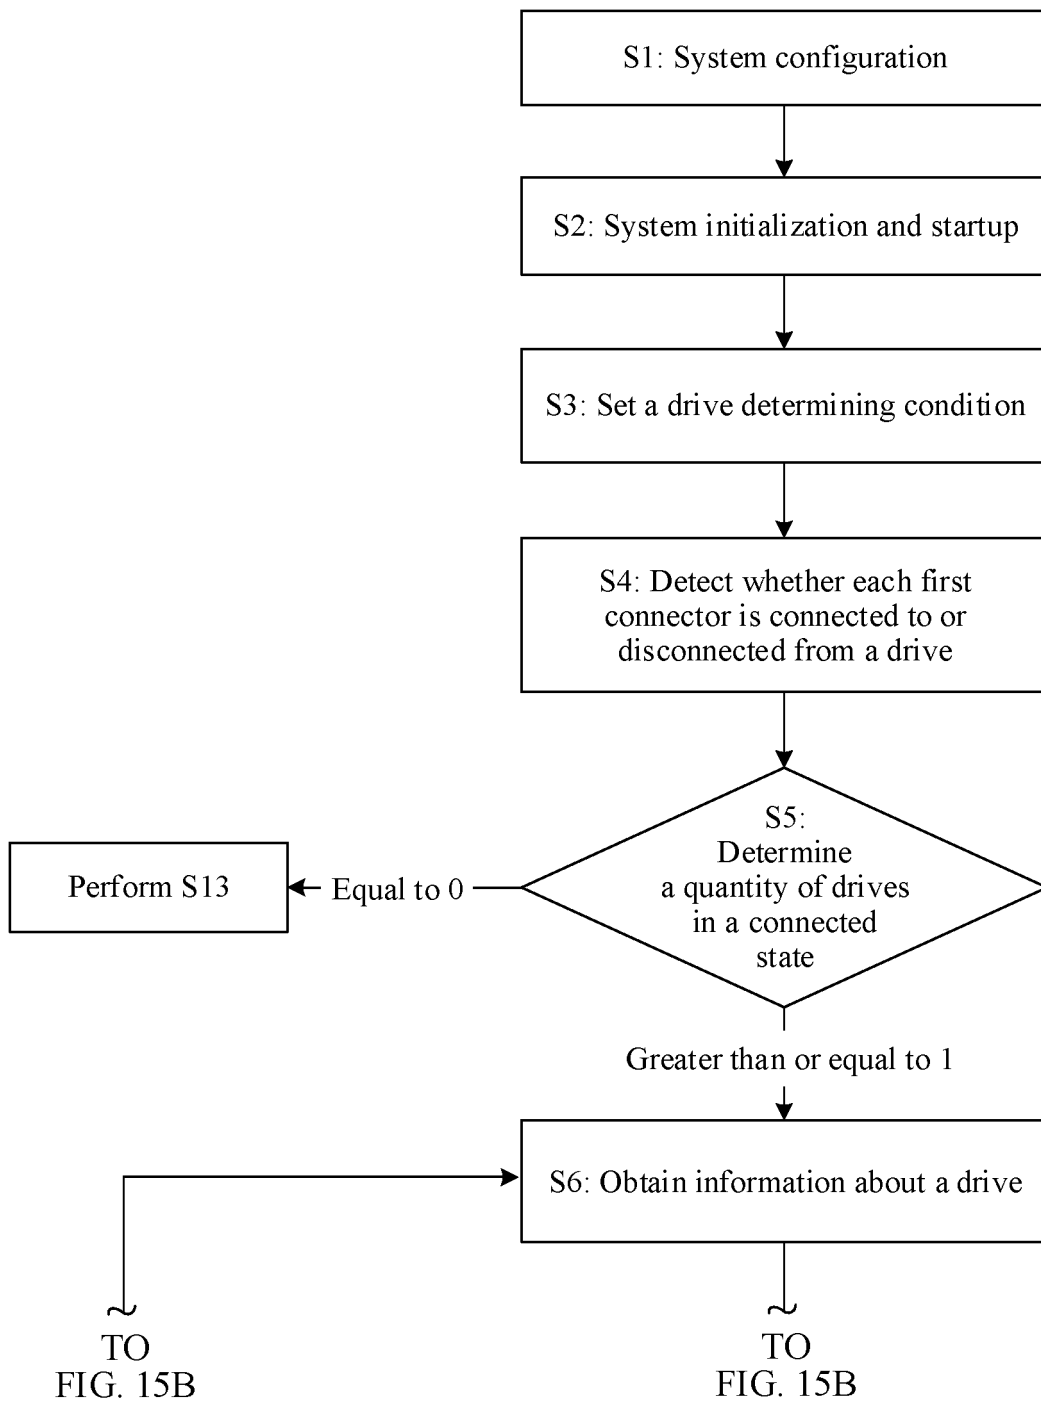 S1: System configuration
S2: System initialization and startup
S3: Set a drive determining condition
S4: Detect whether each first
connector is connected to or
disconnected from a drive
S5:
Determine
a quantity of drives
in a connected
state
Equal to 0
Perform S13
Greater than or equal to 1
S6: Obtain information about a drive
TO
FIG. 15B
TO
FIG. 15B